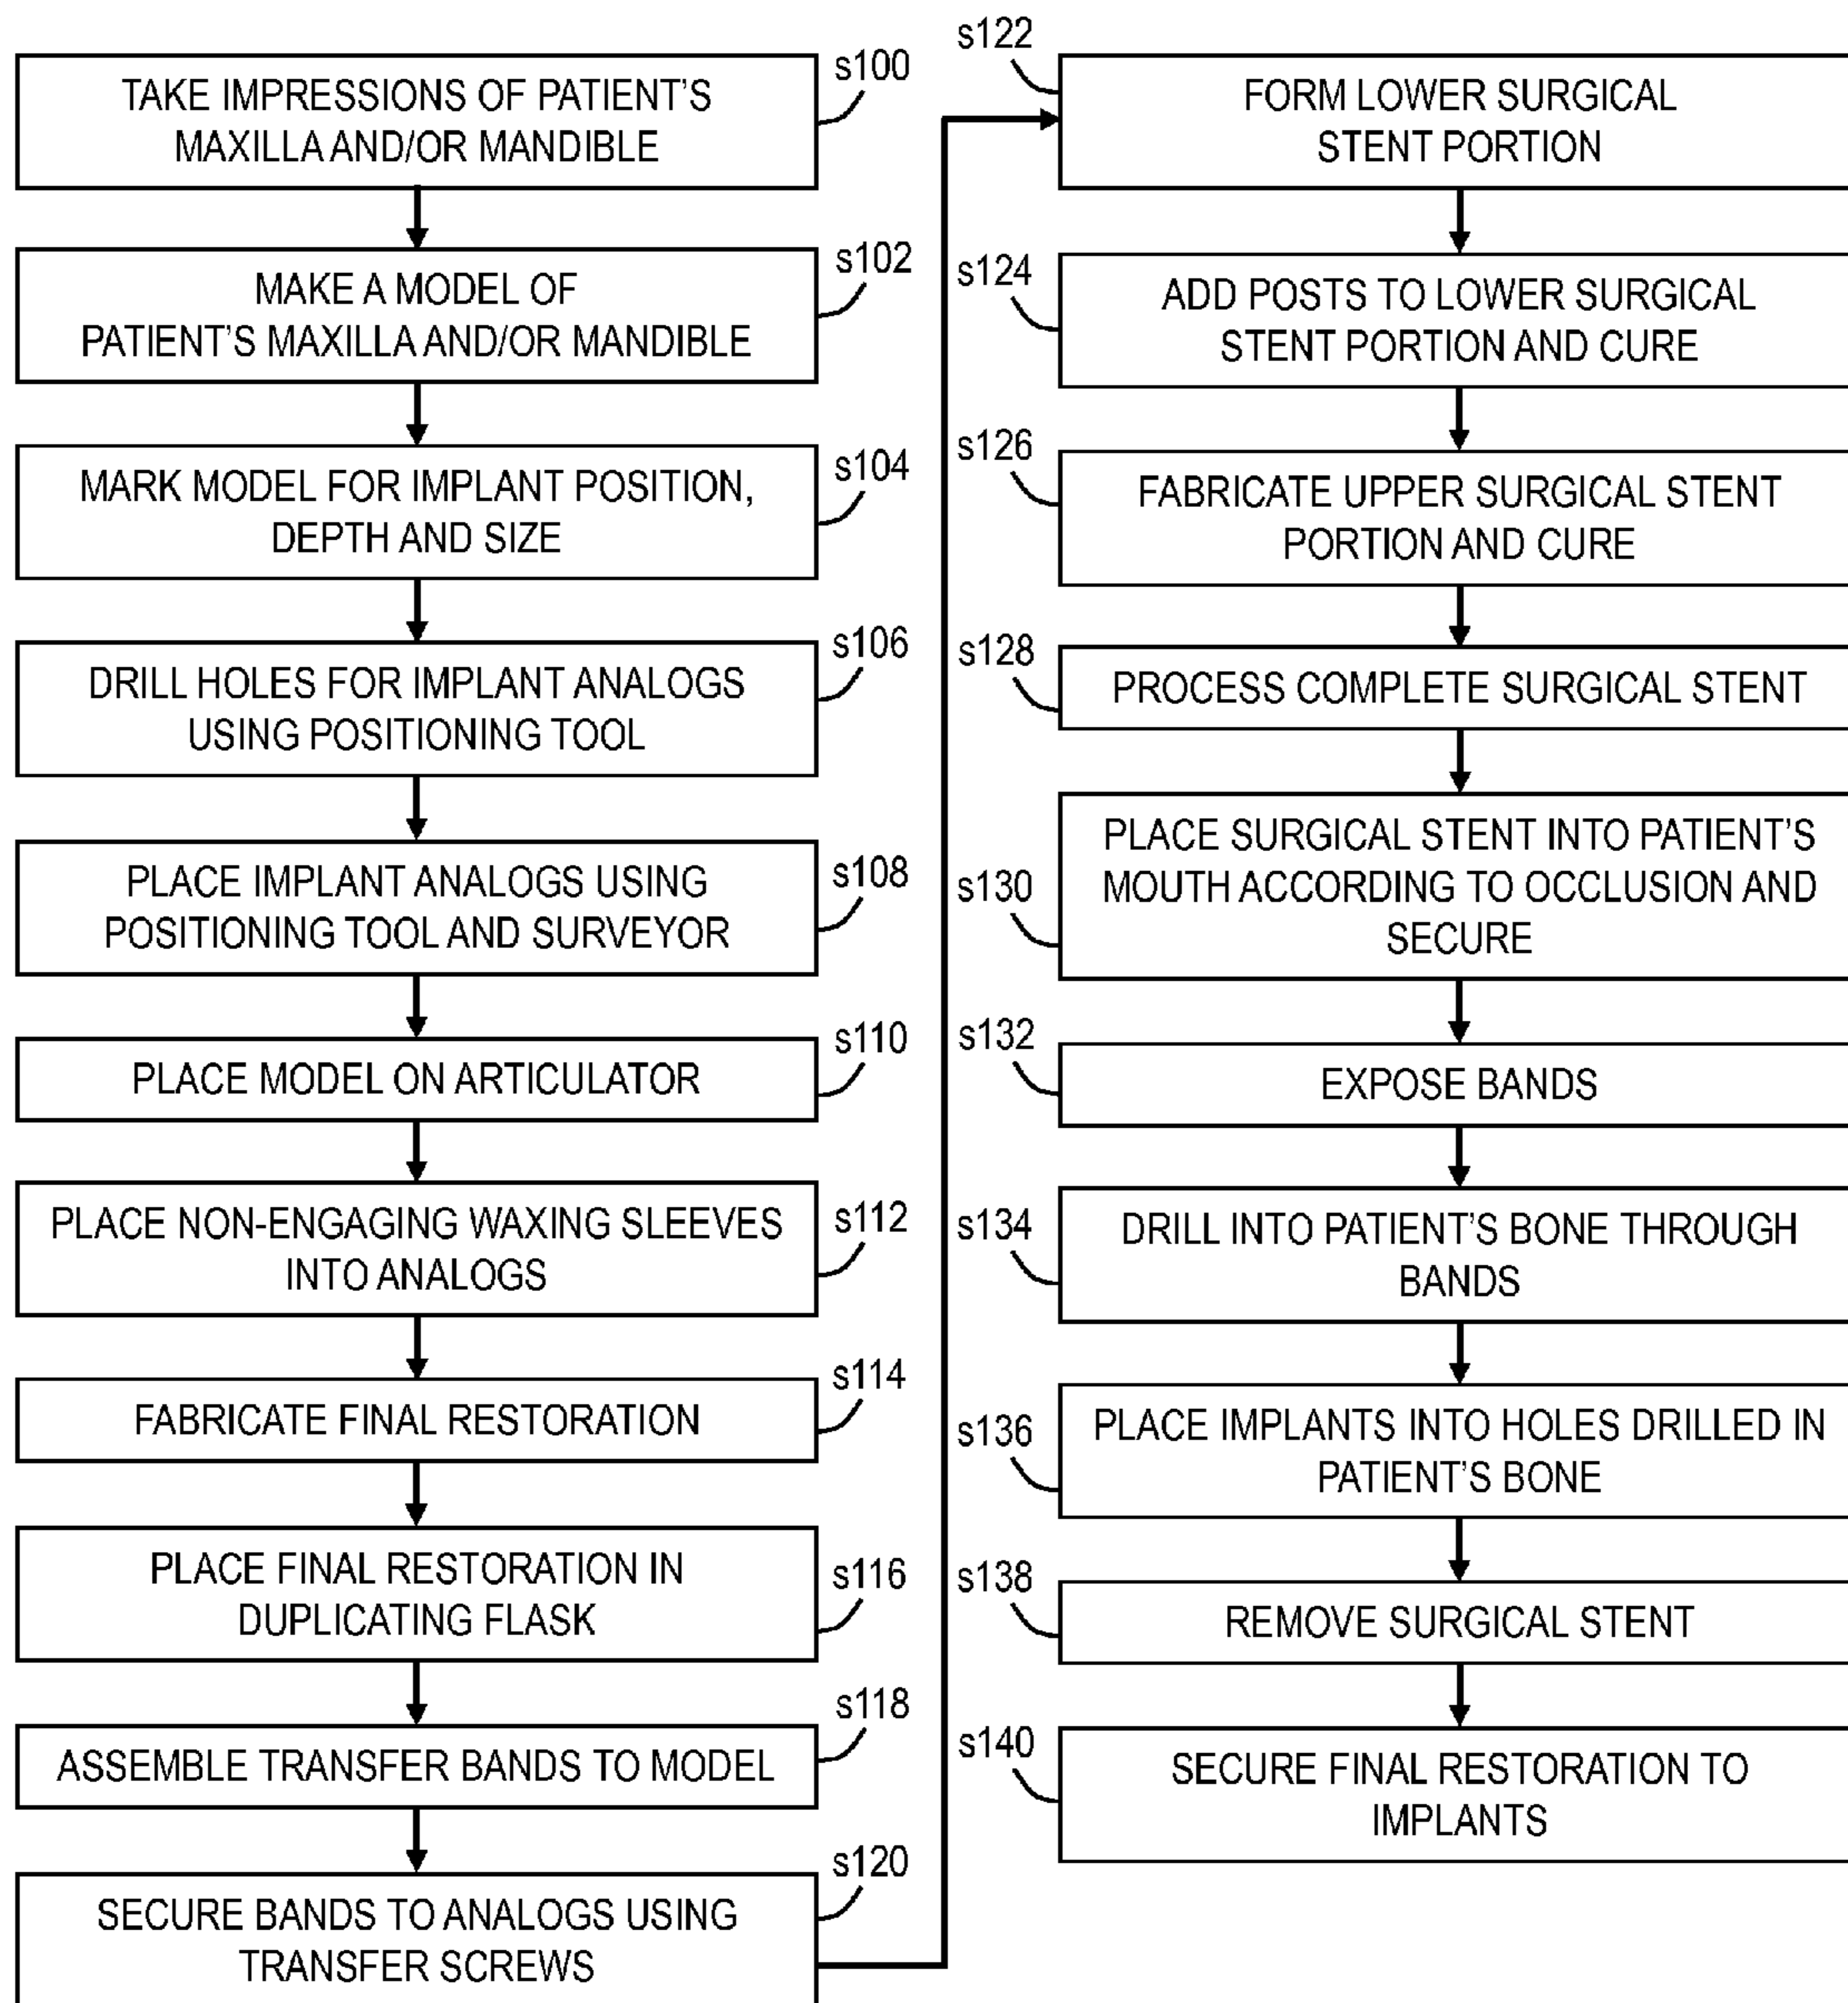 s100
TAKE IMPRESSIONS OF PATIENT'S
MAXILLA AND/OR MANDIBLE
s102
MAKE A MODEL OF
PATIENT'S MAXILLA AND/OR MANDIBLE
s104
MARK MODEL FOR IMPLANT POSITION,
DEPTH AND SIZE
s106
DRILL HOLES FOR IMPLANT ANALOGS
USING POSITIONING TOOL
s108
PLACE IMPLANT ANALOGS USING
POSITIONING TOOL AND SURVEYOR
s110
PLACE MODEL ON ARTICULATOR
s112
PLACE NON-ENGAGING WAXING SLEEVES
INTO ANALOGS
s114
FABRICATE FINAL RESTORATION
s116
PLACE FINAL RESTORATION IN
DUPLICATING FLASK
s118
ASSEMBLE TRANSFER BANDS TO MODEL
s120
SECURE BANDS TO ANALOGS USING
TRANSFER SCREWS
s122
FORM LOWER SURGICAL
STENT PORTION
s124
ADD POSTS TO LOWER SURGICAL
STENT PORTION AND CURE
s126
FABRICATE UPPER SURGICAL STENT
PORTION AND CURE
s128
PROCESS COMPLETE SURGICAL STENT
s130
PLACE SURGICAL STENT INTO PATIENT'S
MOUTH ACCORDING TO OCCLUSION AND
SECURE
s132
EXPOSE BANDS
s134
DRILL INTO PATIENT'S BONE THROUGH
BANDS
s136
PLACE IMPLANTS INTO HOLES DRILLED IN
PATIENT'S BONE
s138
REMOVE SURGICAL STENT
s140
SECURE FINAL RESTORATION TO
IMPLANTS